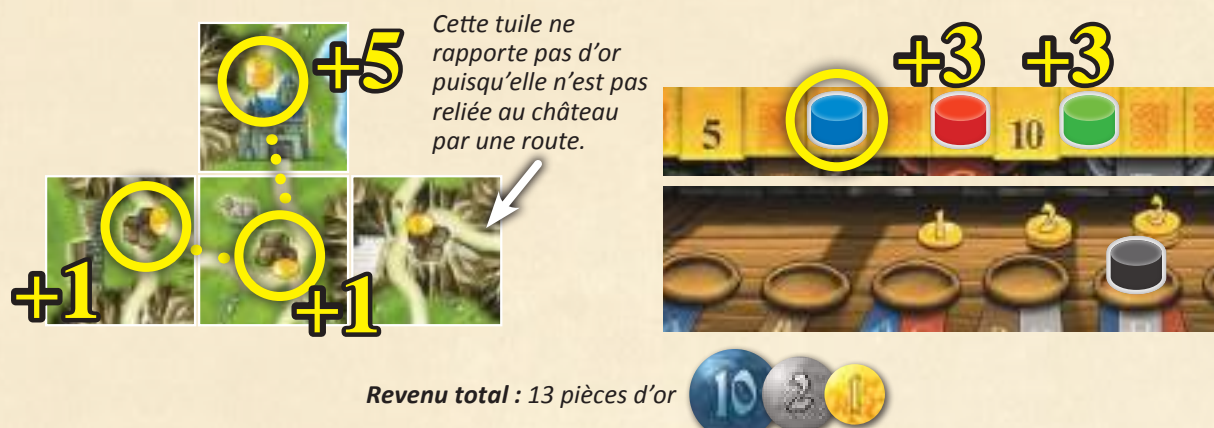 Cette tuile ne
rapporte pas d'or
puisqu'elle n'est pas
reliée au château
par une route.
+5
+1
+1
+3 +3
5 10
1 2 3
Revenu total : 13 pièces d'or
10 2 1